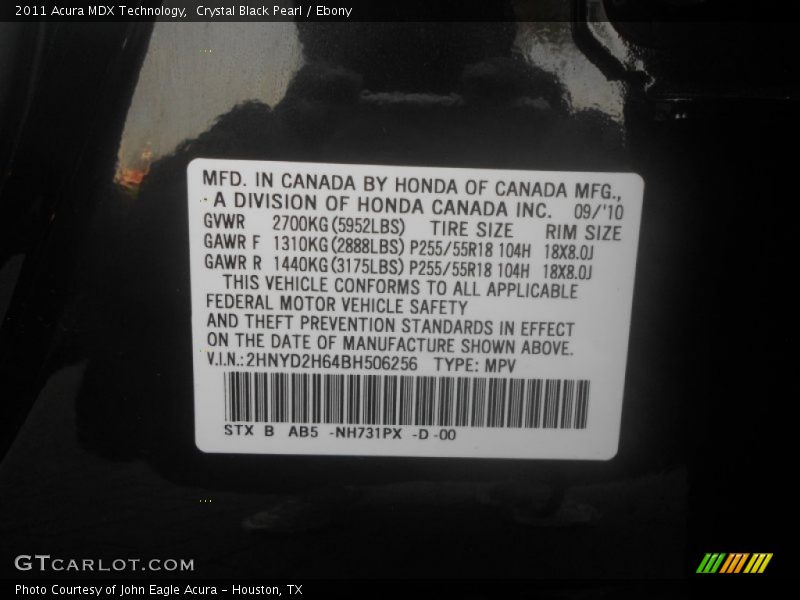 2011 Acura MDX Technology,  Crystal Black Pearl / Ebony
MFD. IN CANADA BY HONDA OF CANADA MFG.,
A DIVISION OF HONDA CANADA INC.  09/'10
GVWR  2700KG(5952LBS)  TIRE SIZE  RIM SIZE
GAWR F  1310KG(2888LBS) P255/55R18 104H  18X8.0J
GAWR R  1440KG(3175LBS) P255/55R18 104H  18X8.0J
THIS VEHICLE CONFORMS TO ALL APPLICABLE
FEDERAL MOTOR VEHICLE SAFETY
AND THEFT PREVENTION STANDARDS IN EFFECT
ON THE DATE OF MANUFACTURE SHOWN ABOVE.
V.I.N.:2HNYD2H64BH506256  TYPE: MPV
STX  B  AB5  -NH731PX  -D -00
GTCARLOT.COM
Photo Courtesy of John Eagle Acura - Houston, TX